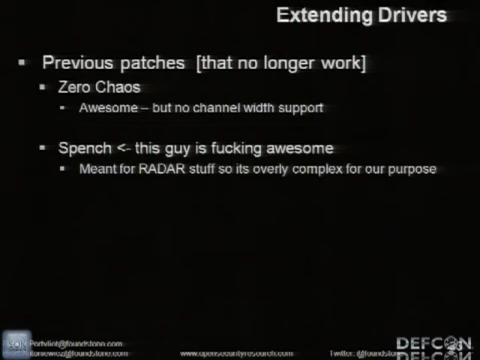 Extending Drivers
Previous patches [that no longer work]
Zero Chaos
Awesome – but no channel width support
Spench <- this guy is fucking awesome
Meant for RADAR stuff so its overly complex for our purpose
www.opensecurityresearch.com
Twitter:
DEFCON